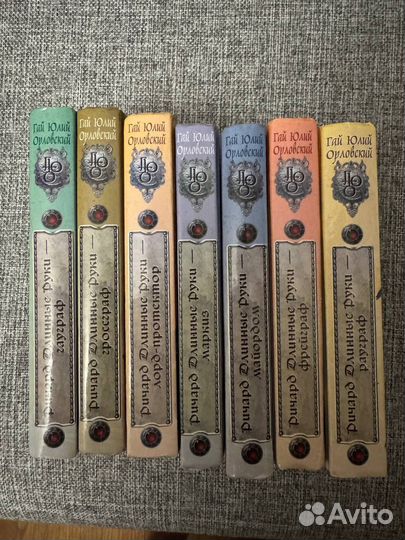 Гай Юлий
Орловский
Ричард Длинные Руки —
гауграф
Гай Юлий
Орловский
Ричард Длинные Руки —
гроссграф
Гай Юлий
Орловский
Ричард Длинные Руки —
лорд-протектор
Гай Юлий
Орловский
Ричард Длинные Руки —
маркиз
Гай Юлий
Орловский
Ричард Длинные Руки —
майордом
Гай Юлий
Орловский
Ричард Длинные Руки —
фрейграф
Гай Юлий
Орловский
Ричард Длинные Руки —
рауграф
Avito